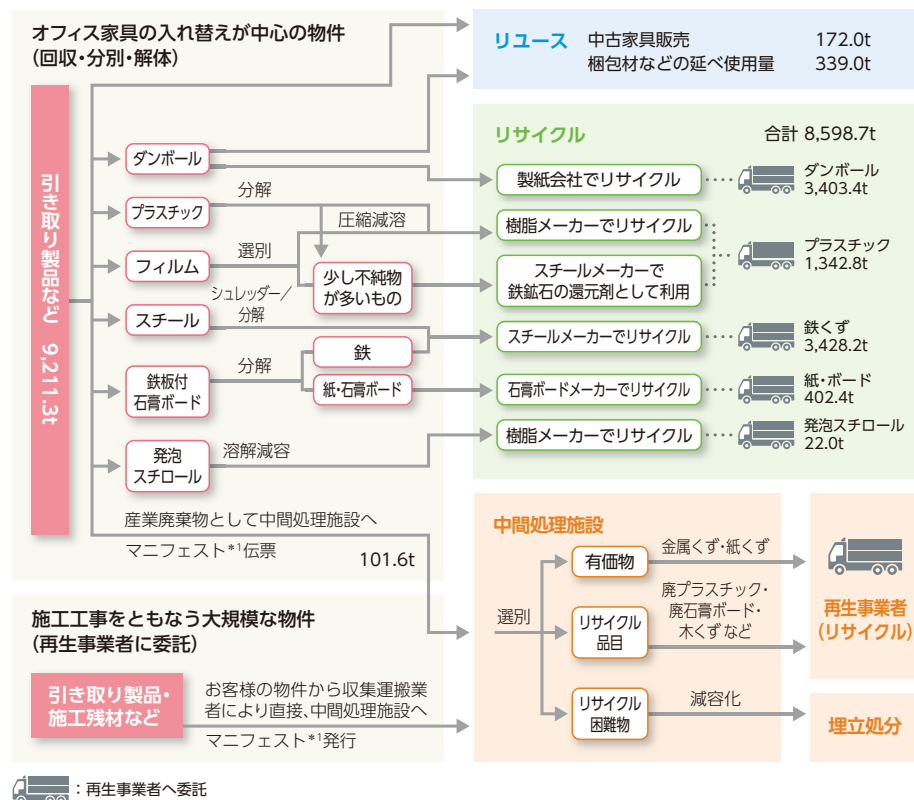 オフィス家具の入れ替えが中心の物件
(回収・分別・解体)
引き取り製品など 9,211.3t
ダンボール
プラスチック
分解
圧縮減溶
フィルム
選別
少し不純物
が多いもの
スチール
シュレッダー/
分解
鉄板付
石膏ボード
分解
鉄
紙・石膏ボード
発泡
スチロール
溶解減容
産業廃棄物として中間処理施設へ
マニフェスト*1伝票
101.6t
リユース 中古家具販売 172.0t
梱包材などの延べ使用量 339.0t
リサイクル 合計 8,598.7t
製紙会社でリサイクル
ダンボール
3,403.4t
樹脂メーカーでリサイクル
スチールメーカーで
鉄鉱石の還元剤として利用
プラスチック
1,342.8t
スチールメーカーでリサイクル
鉄くず
3,428.2t
石膏ボードメーカーでリサイクル
紙・ボード
402.4t
樹脂メーカーでリサイクル
発泡スチロール
22.0t
施工工事をともなう大規模な物件
(再生事業者に委託)
引き取り製品・
施工残材など
お客様の物件から収集運搬業
者により直接、中間処理施設へ
マニフェスト*1発行
中間処理施設
選別
有価物
金属くず・紙くず
リサイクル
品目
廃プラスチック・
廃石膏ボード・
木くずなど
リサイクル
困難物
減容化
再生事業者
(リサイクル)
埋立処分
:再生事業者へ委託